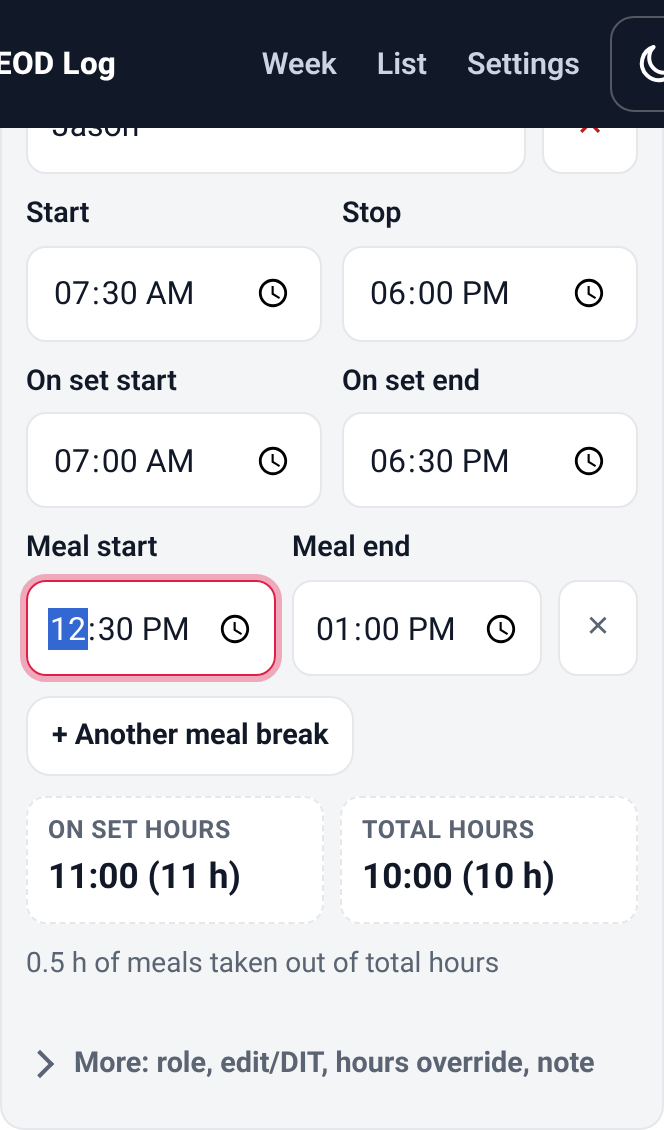 EOD Log Week List Settings
Jason
Start Stop
07:30 AM 06:00 PM
On set start On set end
07:00 AM 06:30 PM
Meal start Meal end
12:30 PM 01:00 PM
+ Another meal break
ON SET HOURS TOTAL HOURS
11:00 (11 h) 10:00 (10 h)
0.5 h of meals taken out of total hours
More: role, edit/DIT, hours override, note